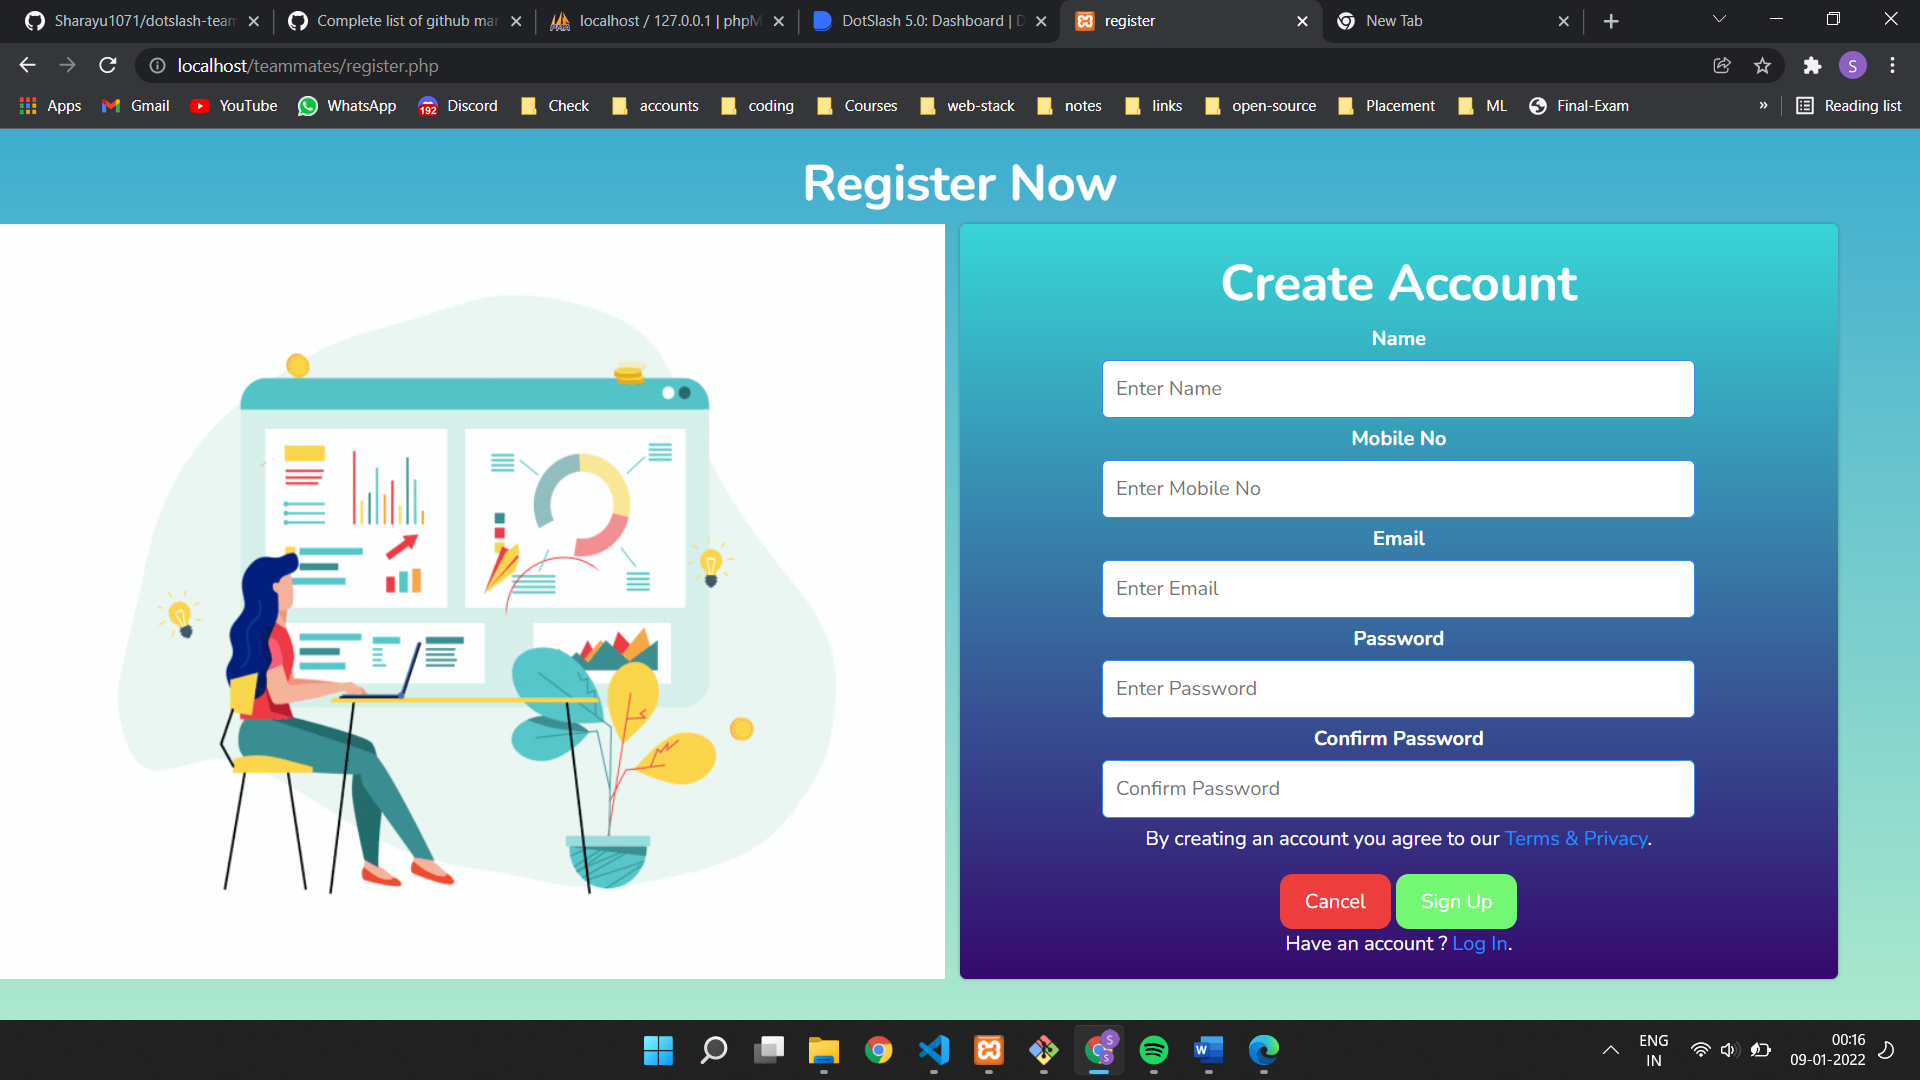 Sharayu1071/dotslash-team
Complete list of github mar
localhost / 127.0.0.1 | phpM
DotSlash 5.0: Dashboard | D
register
New Tab
localhost/teammates/register.php
S
Apps
Gmail
YouTube
WhatsApp
192
Discord
Check
accounts
coding
Courses
web-stack
notes
links
open-source
Placement
ML
Final-Exam
»
Reading list
Register Now
Create Account
Name
Enter Name
Mobile No
Enter Mobile No
Email
Enter Email
Password
Enter Password
Confirm Password
Confirm Password
By creating an account you agree to our Terms & Privacy.
Cancel
Sign Up
Have an account ? Log In.
S
S
W
ENG
IN
00:16
09-01-2022